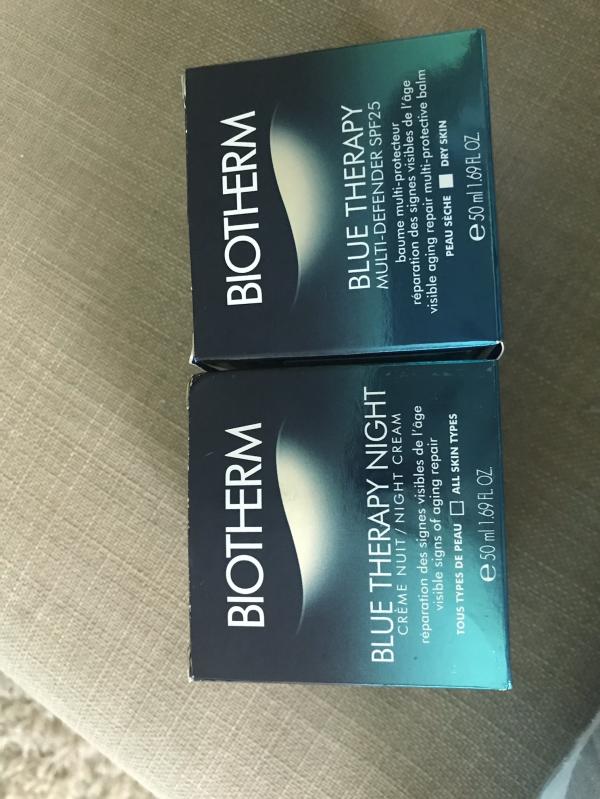 BIOTHERM
BLUE THERAPY NIGHT
CRÈME NUIT / NIGHT CREAM
réparation des signes visibles de l'âge
visible signs of aging repair
TOUS TYPES DE PEAU ALL SKIN TYPES
e 50 ml 1.69 FL. OZ.
BIOTHERM
BLUE THERAPY
MULTI-DEFENDER SPF25
baume multi-protecteur
réparation des signes visibles de l'âge
visible aging repair multi-protective balm
PEAU SÈCHE DRY SKIN
e 50 ml 1.69 FL. OZ.